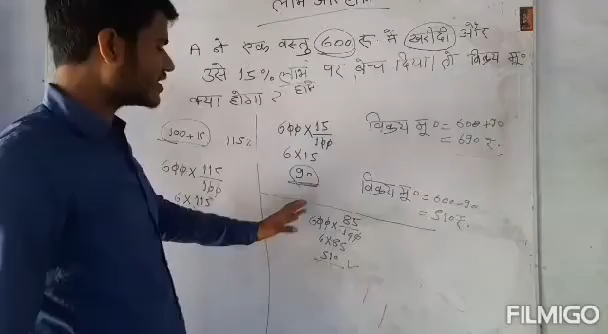 लाभ और हानि
A ने एक वस्तु 600 रु में खरीदी और
उसे 15% लाभ पर बेच दिया। तो विक्रय मू०
क्या होगा ? हानि
100+15 115%
600×115/100
6×115
600×15/100
6×15
90
विक्रय मू० = 600+90
= 690 रु.
विक्रय मू० = 600-90
= 510 रु.
600×85/100
6×85
510
FILMIGO